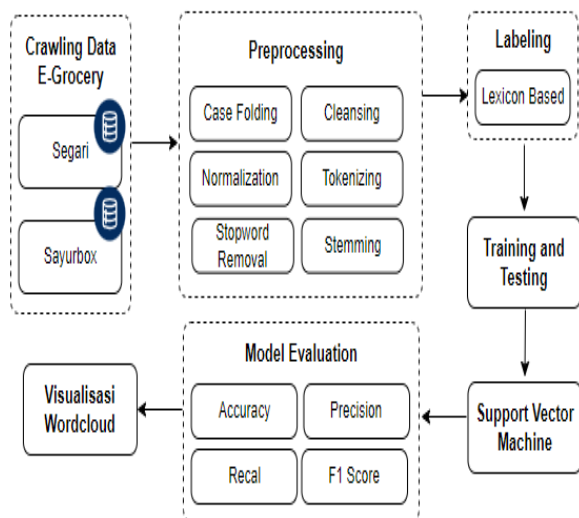 Crawling Data
E-Grocery
Segari
Sayurbox
Preprocessing
Case Folding
Cleansing
Normalization
Tokenizing
Stopword
Removal
Stemming
Labeling
Lexicon Based
Training and
Testing
Support Vector
Machine
Model Evaluation
Accuracy
Precision
Recal
F1 Score
Visualisasi
Wordcloud